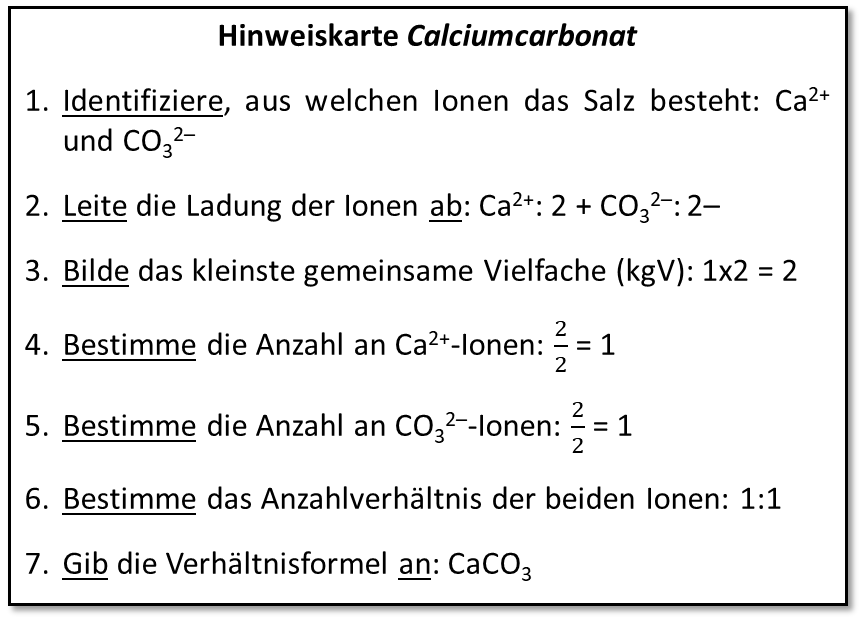 Hinweiskarte Calciumcarbonat
1. Identifiziere, aus welchen Ionen das Salz besteht: Ca²⁺
und CO₃²⁻
2. Leite die Ladung der Ionen ab: Ca²⁺: 2 + CO₃²⁻: 2–
3. Bilde das kleinste gemeinsame Vielfache (kgV): 1x2 = 2
4. Bestimme die Anzahl an Ca²⁺-Ionen: 2/2 = 1
5. Bestimme die Anzahl an CO₃²⁻-Ionen: 2/2 = 1
6. Bestimme das Anzahlverhältnis der beiden Ionen: 1:1
7. Gib die Verhältnisformel an: CaCO₃